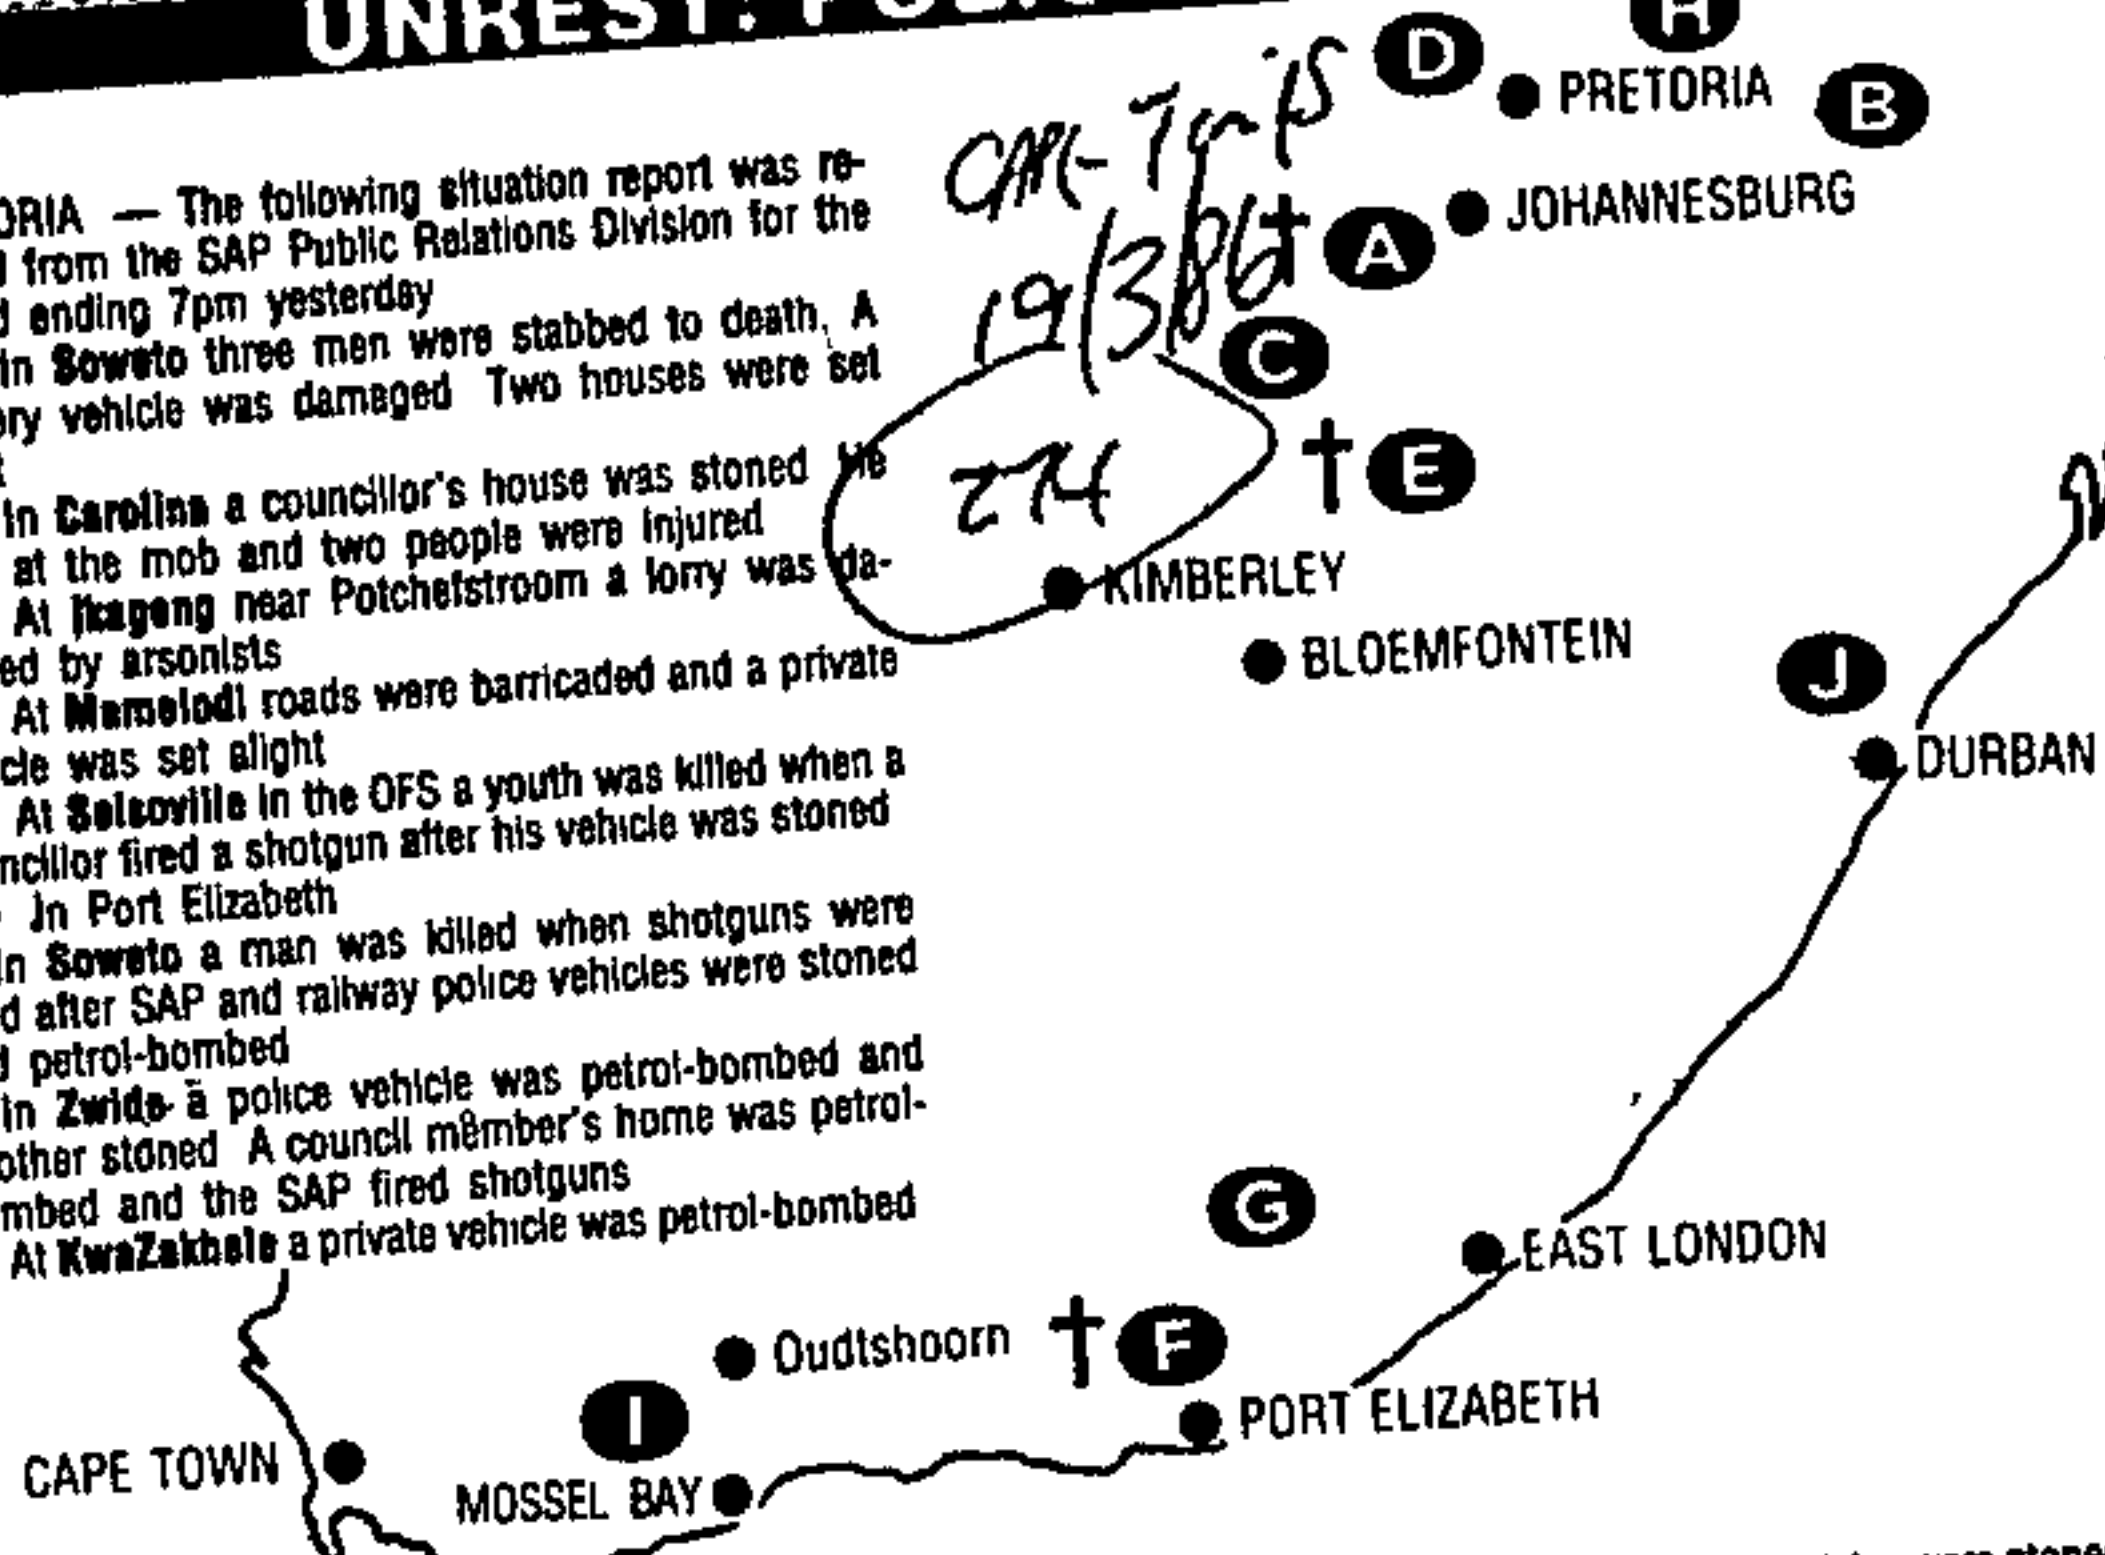 UNREST:
ORIA — The following situation report was re-
from the SAP Public Relations Division for the
ending 7pm yesterday
in Soweto three men were stabbed to death. A
ory vehicle was damaged Two houses were set
in Carolina a councillor's house was stoned He
at the mob and two people were injured
At Ikageng near Potchefstroom a lorry was da-
ed by arsonists
At Mamelodi roads were barricaded and a private
cle was set alight
At Seisoville in the OFS a youth was killed when a
ncillor fired a shotgun after his vehicle was stoned
In Port Elizabeth
in Soweto a man was killed when shotguns were
d after SAP and railway police vehicles were stoned
d petrol-bombed
in Zwide a police vehicle was petrol-bombed and
other stoned A council member's home was petrol-
mbed and the SAP fired shotguns
At KwaZakhele a private vehicle was petrol-bombed
19/3/86
274
H
D
PRETORIA
B
† A
JOHANNESBURG
C
† E
KIMBERLEY
BLOEMFONTEIN
J
DURBAN
G
EAST LONDON
Oudtshoorn
† F
I
PORT ELIZABETH
CAPE TOWN
MOSSEL BAY